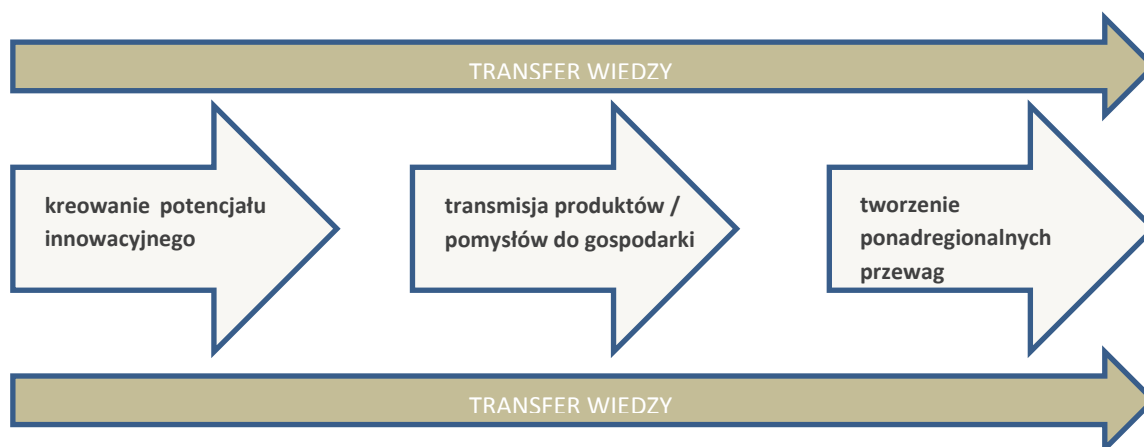 TRANSFER WIEDZY
kreowanie potencjału
innowacyjnego
transmisja produktów /
pomysłów do gospodarki
tworzenie
ponadregionalnych
przewag
TRANSFER WIEDZY